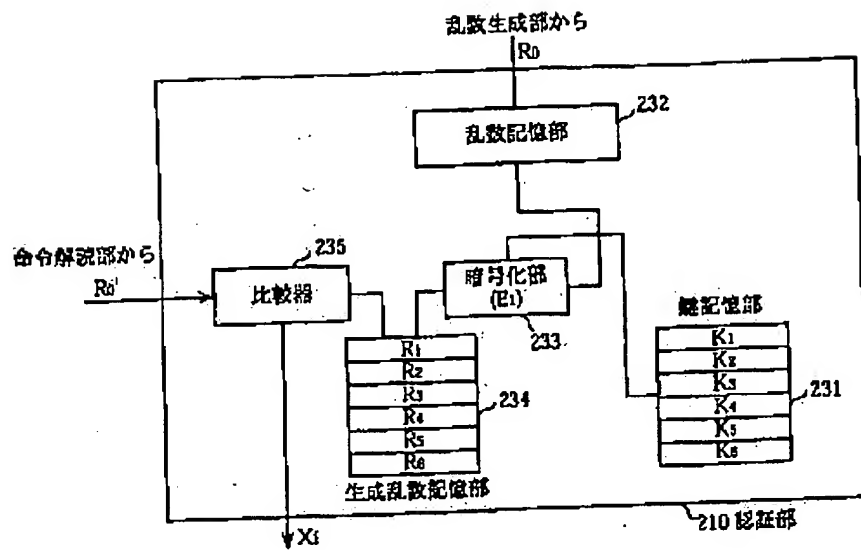 乱数生成部から
R0
232
乱数記憶部
命令解読部から
R0'
235
比較器
暗号化部
(E1)
233
鍵記憶部
K1
K2
K3
K4
K5
K6
231
R1
R2
R3
R4
R5
R6
234
生成乱数記憶部
Xi
210 認証部